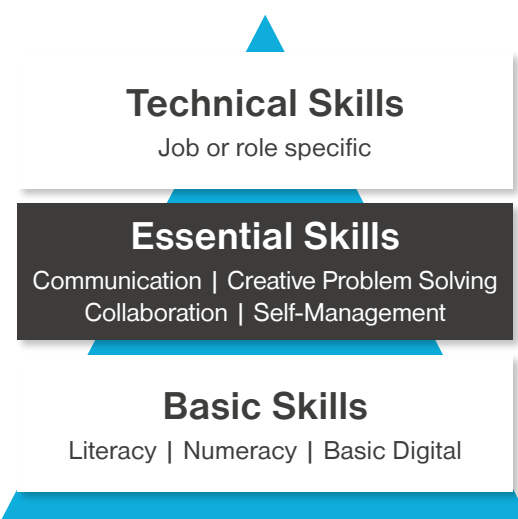 Technical Skills
Job or role specific
Essential Skills
Communication | Creative Problem Solving
Collaboration | Self-Management
Basic Skills
Literacy | Numeracy | Basic Digital